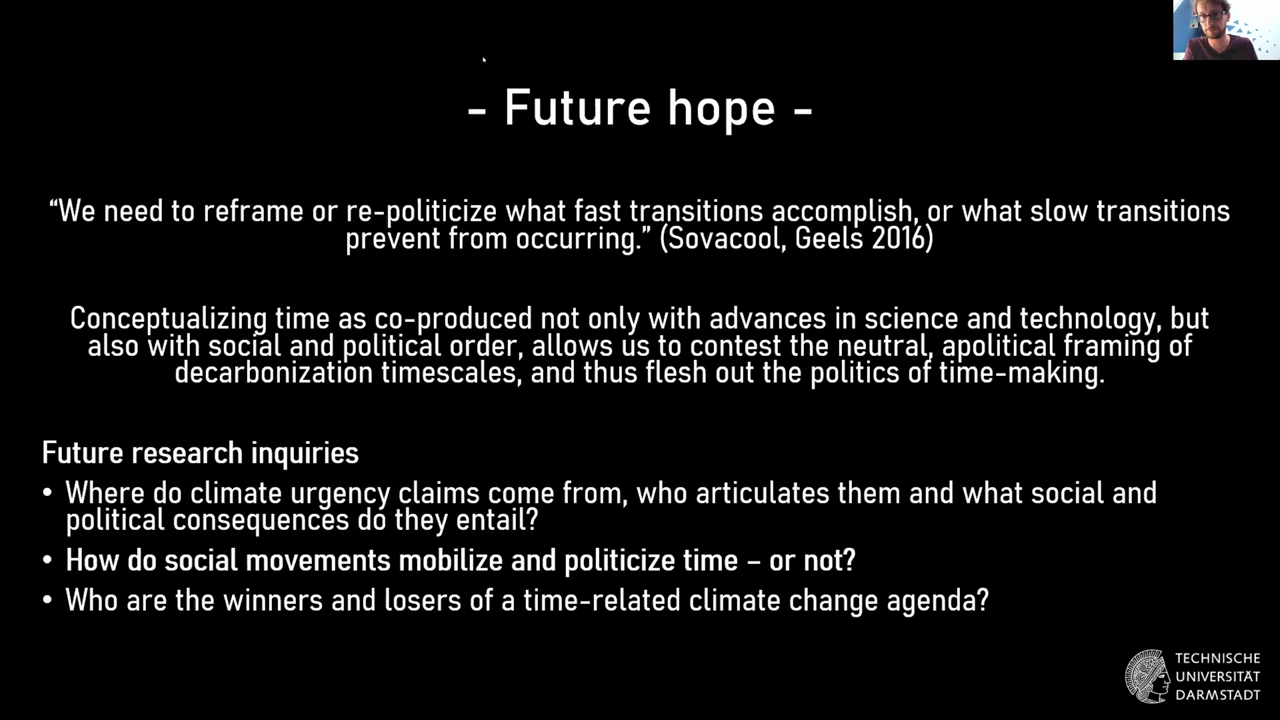 - Future hope -
“We need to reframe or re-politicize what fast transitions accomplish, or what slow transitions
prevent from occurring.” (Sovacool, Geels 2016)
Conceptualizing time as co-produced not only with advances in science and technology, but
also with social and political order, allows us to contest the neutral, apolitical framing of
decarbonization timescales, and thus flesh out the politics of time-making.
Future research inquiries
• Where do climate urgency claims come from, who articulates them and what social and
political consequences do they entail?
• How do social movements mobilize and politicize time – or not?
• Who are the winners and losers of a time-related climate change agenda?
TECHNISCHE
UNIVERSITÄT
DARMSTADT